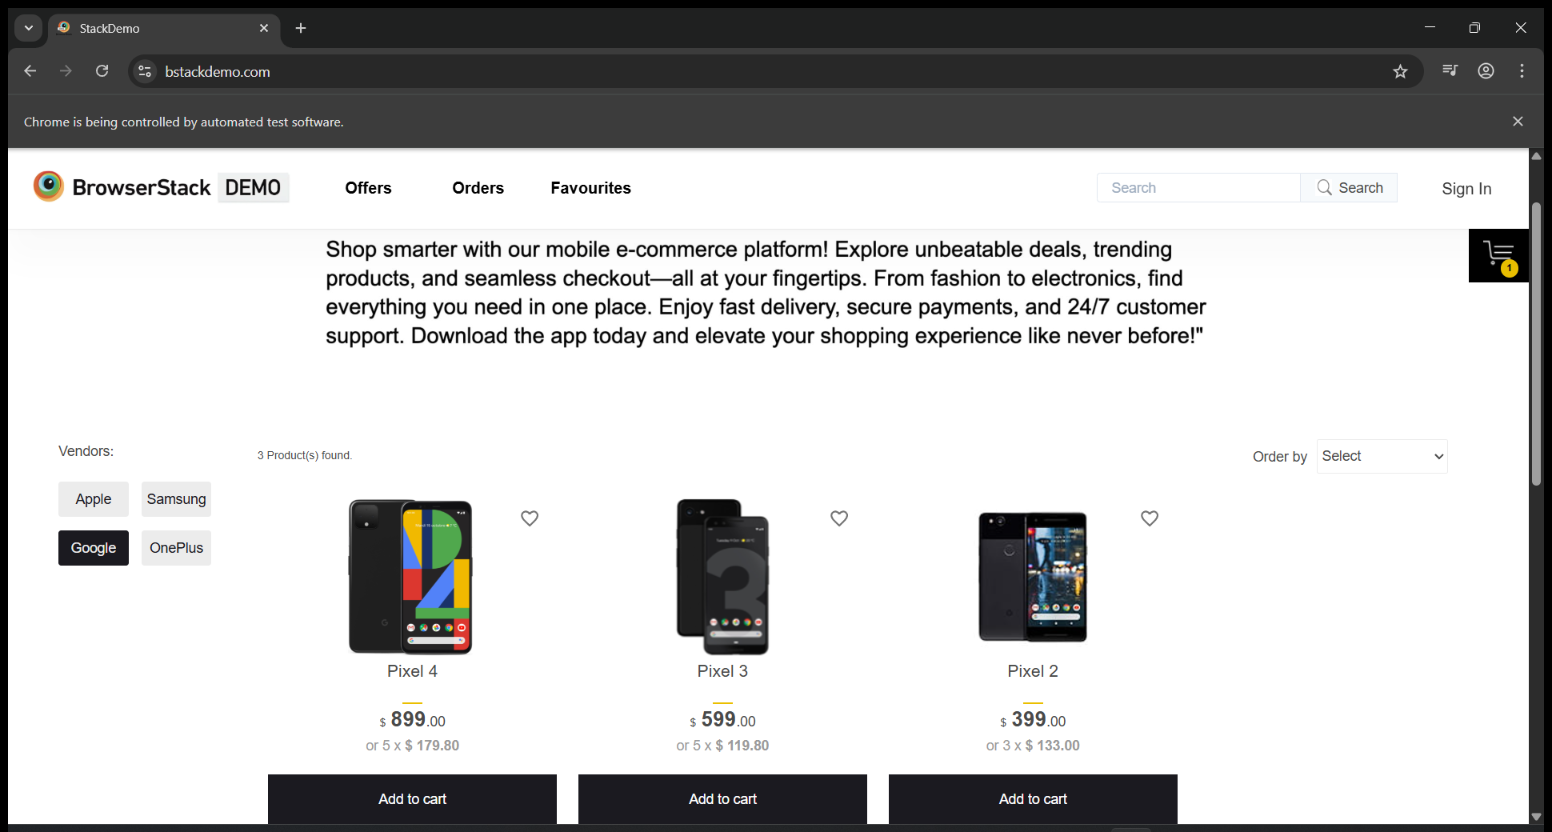 StackDemo
bstackdemo.com
Chrome is being controlled by automated test software.
BrowserStack DEMO Offers Orders Favourites Search Search Sign In
1
Shop smarter with our mobile e-commerce platform! Explore unbeatable deals, trending
products, and seamless checkout—all at your fingertips. From fashion to electronics, find
everything you need in one place. Enjoy fast delivery, secure payments, and 24/7 customer
support. Download the app today and elevate your shopping experience like never before!"
Vendors:
3 Product(s) found.
Order by Select
Apple Samsung
Google OnePlus
Pixel 4 Pixel 3 Pixel 2
$ 899.00 $ 599.00 $ 399.00
or 5 x $ 179.80 or 5 x $ 119.80 or 3 x $ 133.00
Add to cart Add to cart Add to cart